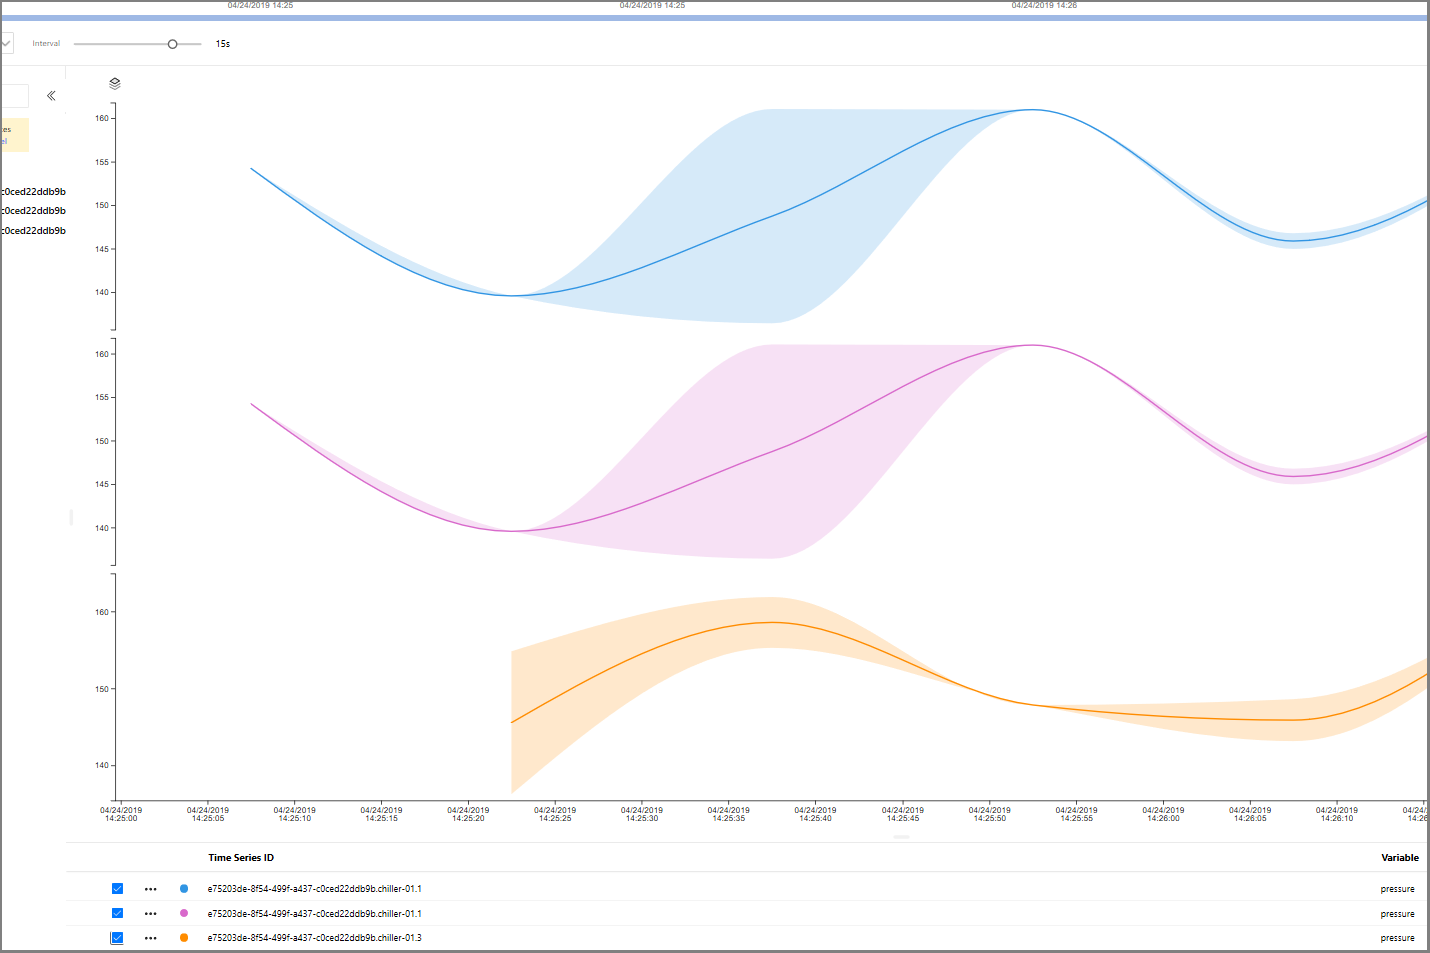 04/24/2019 14:25 04/24/2019 14:25 04/24/2019 14:26
Interval 15s
c0ced22ddb9b
c0ced22ddb9b
c0ced22ddb9b
160
155
150
145
140
160
155
150
145
140
160
150
140
04/24/2019 04/24/2019 04/24/2019 04/24/2019 04/24/2019 04/24/2019 04/24/2019 04/24/2019 04/24/2019 04/24/2019 04/24/2019 04/24/2019 04/24/2019 04/24/2019 04/24/2019 04/24/
14:25:00 14:25:05 14:25:10 14:25:15 14:25:20 14:25:25 14:25:30 14:25:35 14:25:40 14:25:45 14:25:50 14:25:55 14:26:00 14:26:05 14:26:10 14:26
Time Series ID Variable
e75203de-8f54-499f-a437-c0ced22ddb9b.chiller-01.1 pressure
e75203de-8f54-499f-a437-c0ced22ddb9b.chiller-01.1 pressure
e75203de-8f54-499f-a437-c0ced22ddb9b.chiller-01.3 pressure